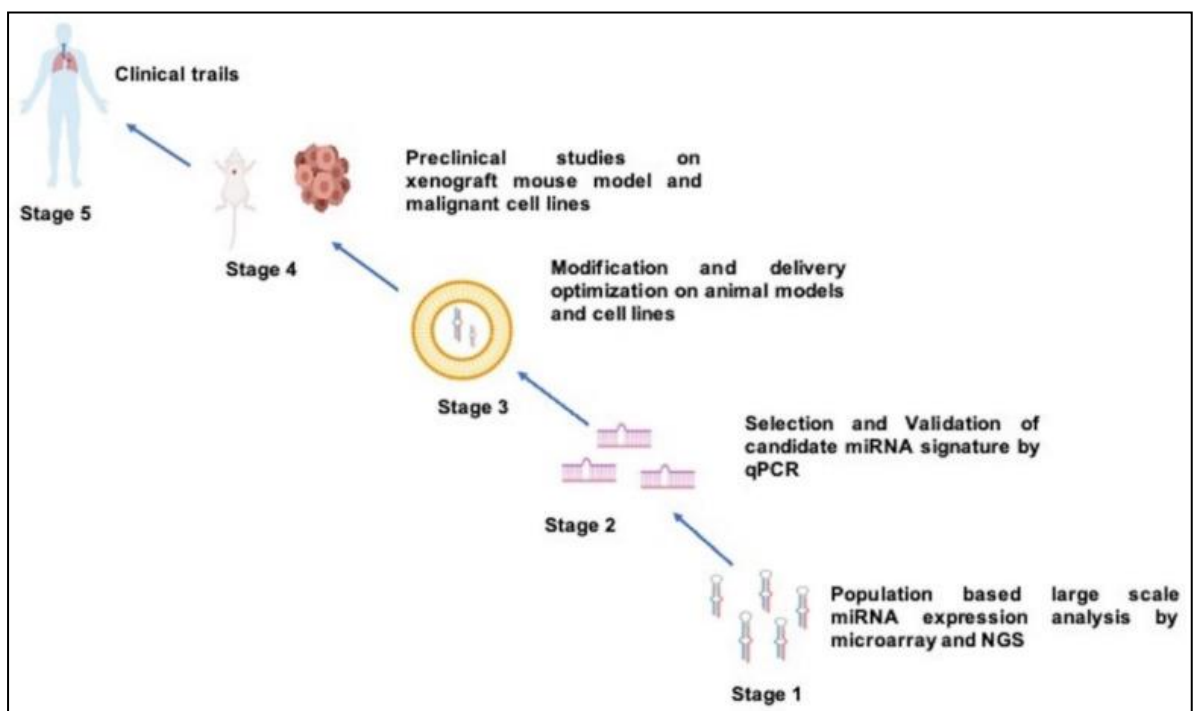 Clinical trails
Stage 5
Preclinical studies on
xenograft mouse model and
malignant cell lines
Stage 4
Modification and delivery
optimization on animal models
and cell lines
Stage 3
Selection and Validation of
candidate miRNA signature by
qPCR
Stage 2
Population based large scale
miRNA expression analysis by
microarray and NGS
Stage 1